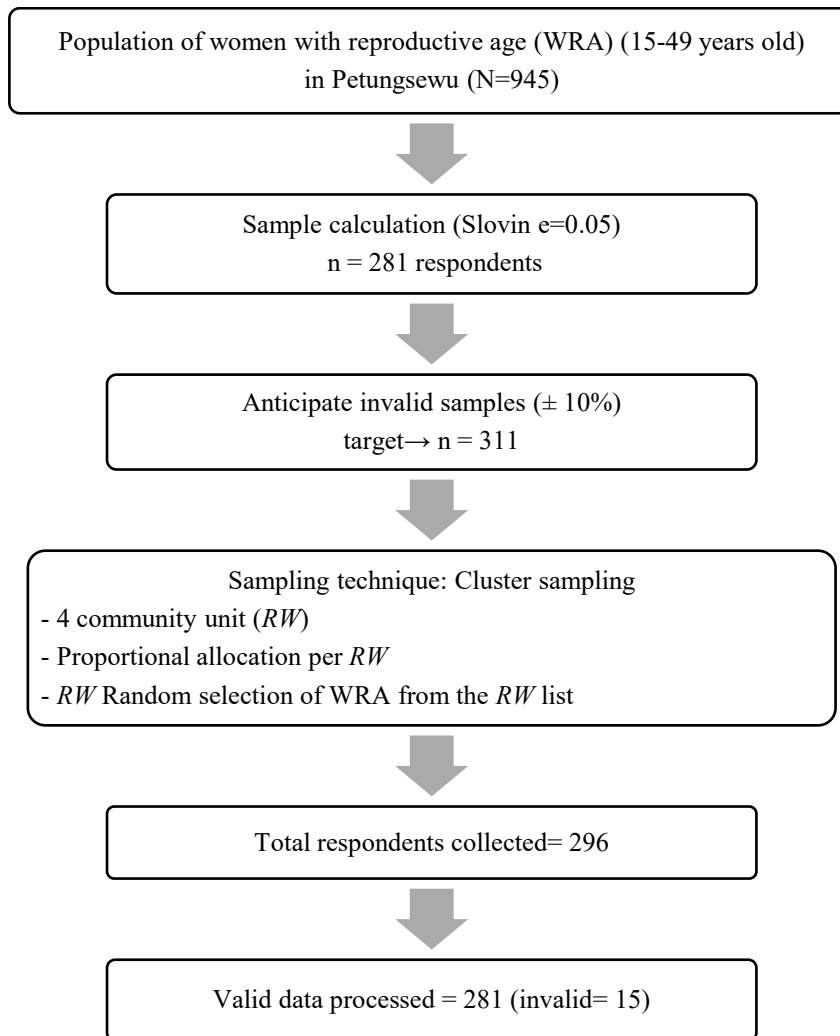 Population of women with reproductive age (WRA) (15-49 years old)
in Petungsewu (N=945)
Sample calculation (Slovin e=0.05)
n = 281 respondents
Anticipate invalid samples (± 10%)
target→ n = 311
Sampling technique: Cluster sampling
- 4 community unit (RW)
- Proportional allocation per RW
- RW Random selection of WRA from the RW list
Total respondents collected= 296
Valid data processed = 281 (invalid= 15)